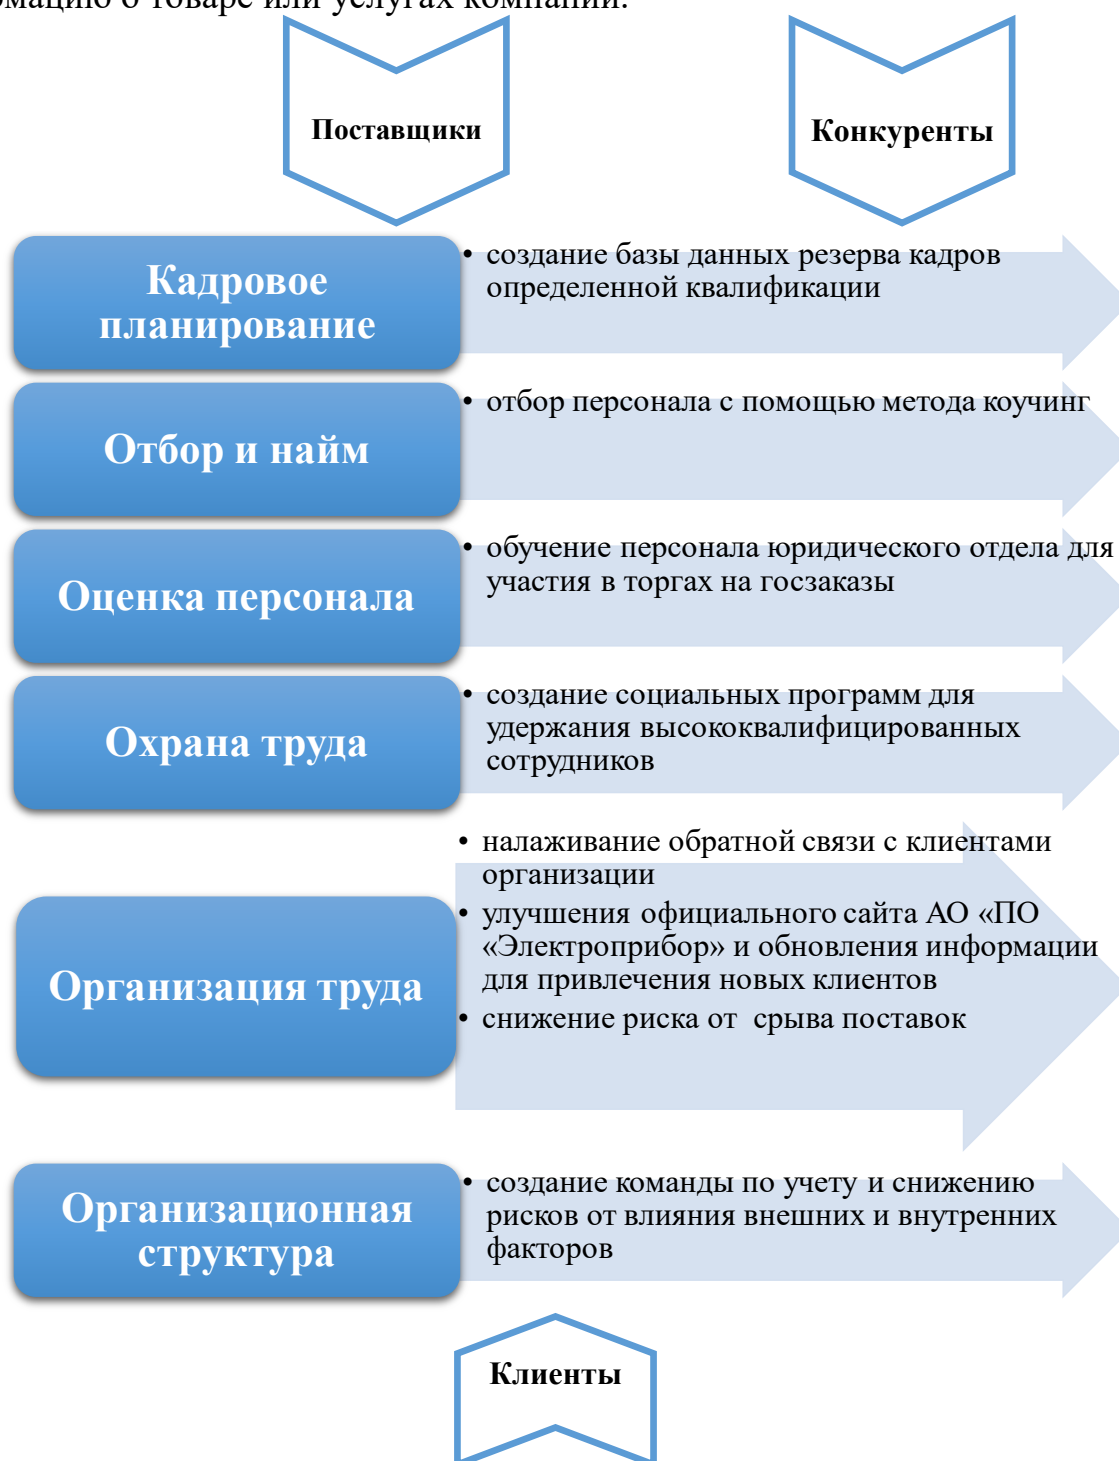 о товаре или услугах компании.
Поставщики
Конкуренты
Кадровое
планирование
• создание базы данных резерва кадров
определенной квалификации
Отбор и найм
• отбор персонала с помощью метода коучинг
Оценка персонала
• обучение персонала юридического отдела для
участия в торгах на госзаказы
Охрана труда
• создание социальных программ для
удержания высококвалифицированных
сотрудников
Организация труда
• налаживание обратной связи с клиентами
организации
• улучшения официального сайта АО «ПО
«Электроприбор» и обновления информации
для привлечения новых клиентов
• снижение риска от срыва поставок
Организационная
структура
• создание команды по учету и снижению
рисков от влияния внешних и внутренних
факторов
Клиенты